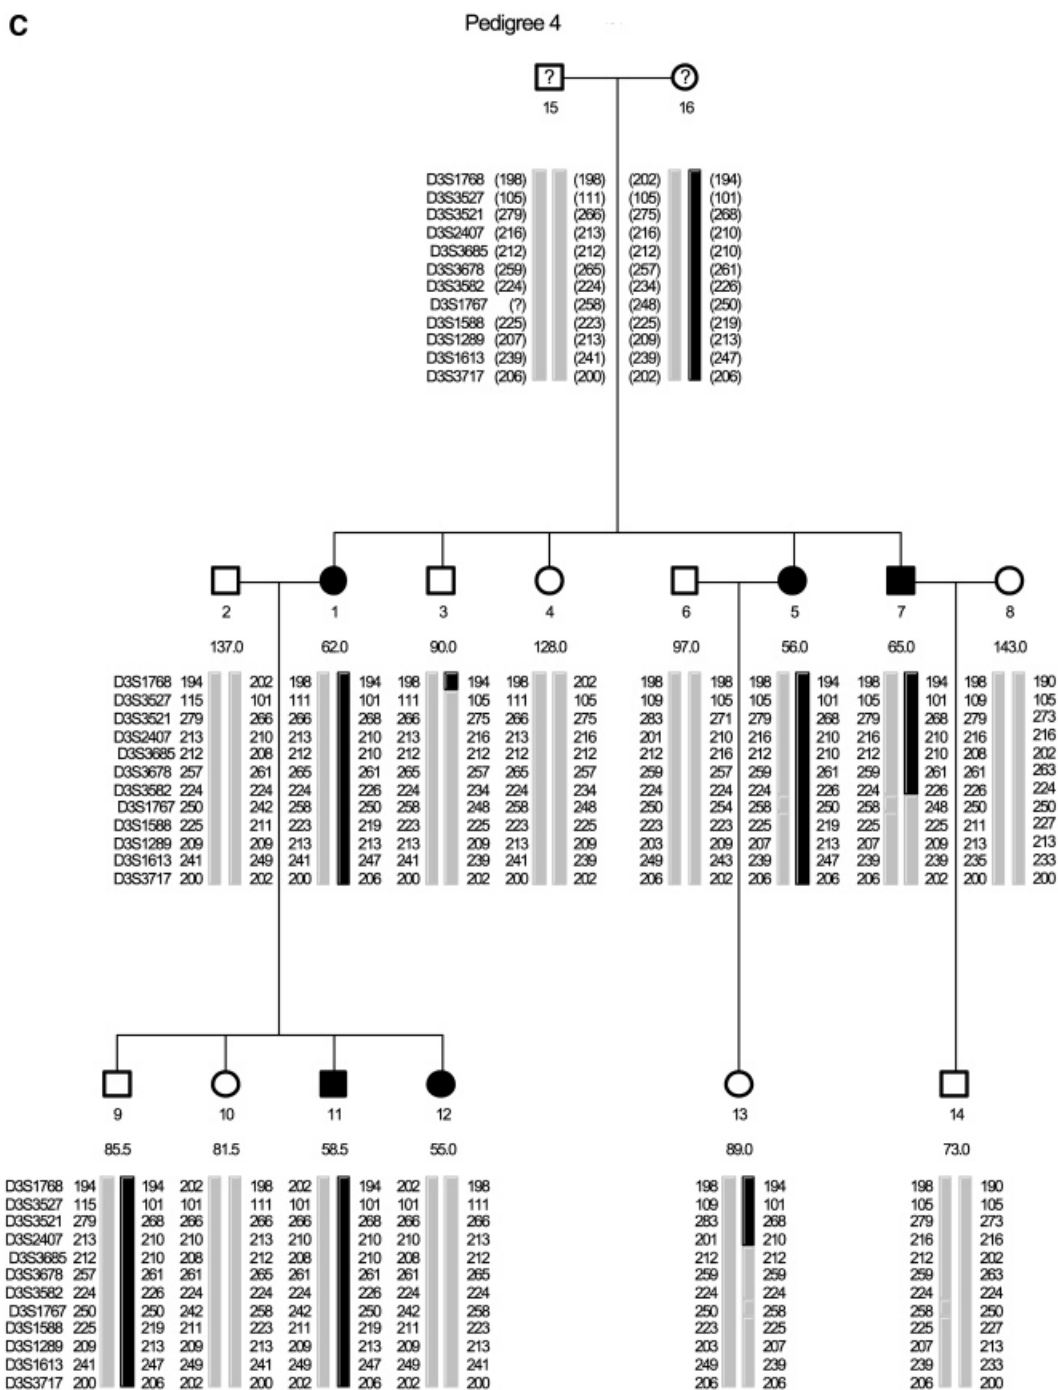 C
Pedigree 4
? ?
15 16
D3S1768 (198) (198) (202) (194)
D3S3527 (105) (111) (105) (101)
D3S3521 (279) (266) (275) (268)
D3S2407 (216) (213) (216) (210)
D3S3685 (212) (212) (212) (210)
D3S3678 (259) (265) (257) (261)
D3S3582 (224) (224) (234) (226)
D3S1767 (?) (258) (248) (250)
D3S1588 (225) (223) (225) (219)
D3S1289 (207) (213) (209) (213)
D3S1613 (239) (241) (239) (247)
D3S3717 (206) (200) (202) (206)
2 1 3 4 6 5 7 8
137.0 62.0 90.0 128.0 97.0 56.0 65.0 143.0
D3S1768 194 202 198 194 198 194 198 202 198 198 198 194 198 194 198 190
D3S3527 115 101 111 101 111 105 111 105 109 105 105 101 105 101 109 105
D3S3521 279 266 266 268 266 275 266 275 283 271 279 268 279 268 279 273
D3S2407 213 210 213 210 213 216 213 216 201 210 216 210 216 210 216 216
D3S3685 212 208 212 210 212 212 212 212 212 216 212 210 212 210 208 202
D3S3678 257 261 265 261 265 257 265 257 259 257 259 261 259 261 261 263
D3S3582 224 224 224 226 224 234 224 234 224 224 224 226 224 226 226 224
D3S1767 250 242 258 250 258 248 258 248 250 254 258 250 258 248 250 250
D3S1588 225 211 223 219 223 225 223 225 223 223 225 219 225 225 211 227
D3S1289 209 209 213 213 213 209 213 209 203 209 207 213 207 209 213 213
D3S1613 241 249 241 247 241 239 241 239 249 243 239 247 239 239 235 233
D3S3717 200 202 200 206 200 202 200 202 206 202 206 206 206 202 200 200
9 10 11 12 13 14
85.5 81.5 58.5 55.0 89.0 73.0
D3S1768 194 194 202 198 202 194 202 198 198 194 198 190
D3S3527 115 101 101 111 101 101 101 111 109 101 105 105
D3S3521 279 268 266 266 266 268 266 266 283 268 279 273
D3S2407 213 210 210 213 210 210 210 213 201 210 216 216
D3S3685 212 210 208 212 208 210 208 212 212 212 212 202
D3S3678 257 261 261 265 261 261 261 265 259 259 259 263
D3S3582 224 226 224 224 224 226 224 224 224 224 224 224
D3S1767 250 250 242 258 242 250 242 258 250 258 258 250
D3S1588 225 219 211 223 211 219 211 223 223 225 225 227
D3S1289 209 213 209 213 209 213 209 213 203 207 207 213
D3S1613 241 247 249 241 249 247 249 241 249 239 239 233
D3S3717 200 206 202 200 202 206 202 200 206 206 206 200